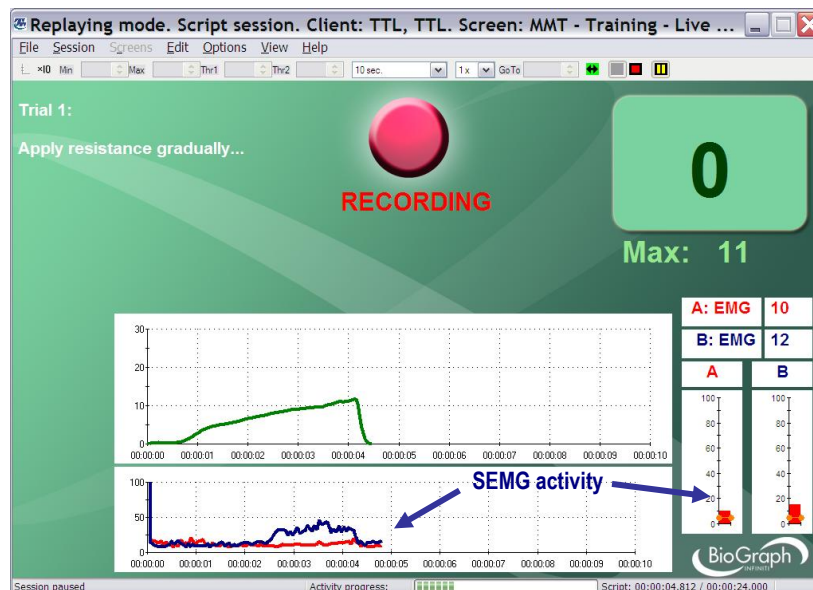 Replaying mode. Script session. Client: TTL, TTL. Screen: MMT - Training - Live ...
File Session Screens Edit Options View Help
×10 Min Max Thr1 Thr2 10 sec. 1x GoTo
Trial 1:
Apply resistance gradually...
RECORDING
0
Max: 11
A: EMG 10
B: EMG 12
A B
30
20
10
0
00:00:00 00:00:01 00:00:02 00:00:03 00:00:04 00:00:05 00:00:06 00:00:07 00:00:08 00:00:09 00:00:10
100
50
0
00:00:00 00:00:01 00:00:02 00:00:03 00:00:04 00:00:05 00:00:06 00:00:07 00:00:08 00:00:09 00:00:10
SEMG activity
100
80
60
40
20
0
100
80
60
40
20
0
BioGraph
INFINITI
Session paused Activity progress: Script: 00:00:04.812 / 00:00:24.000